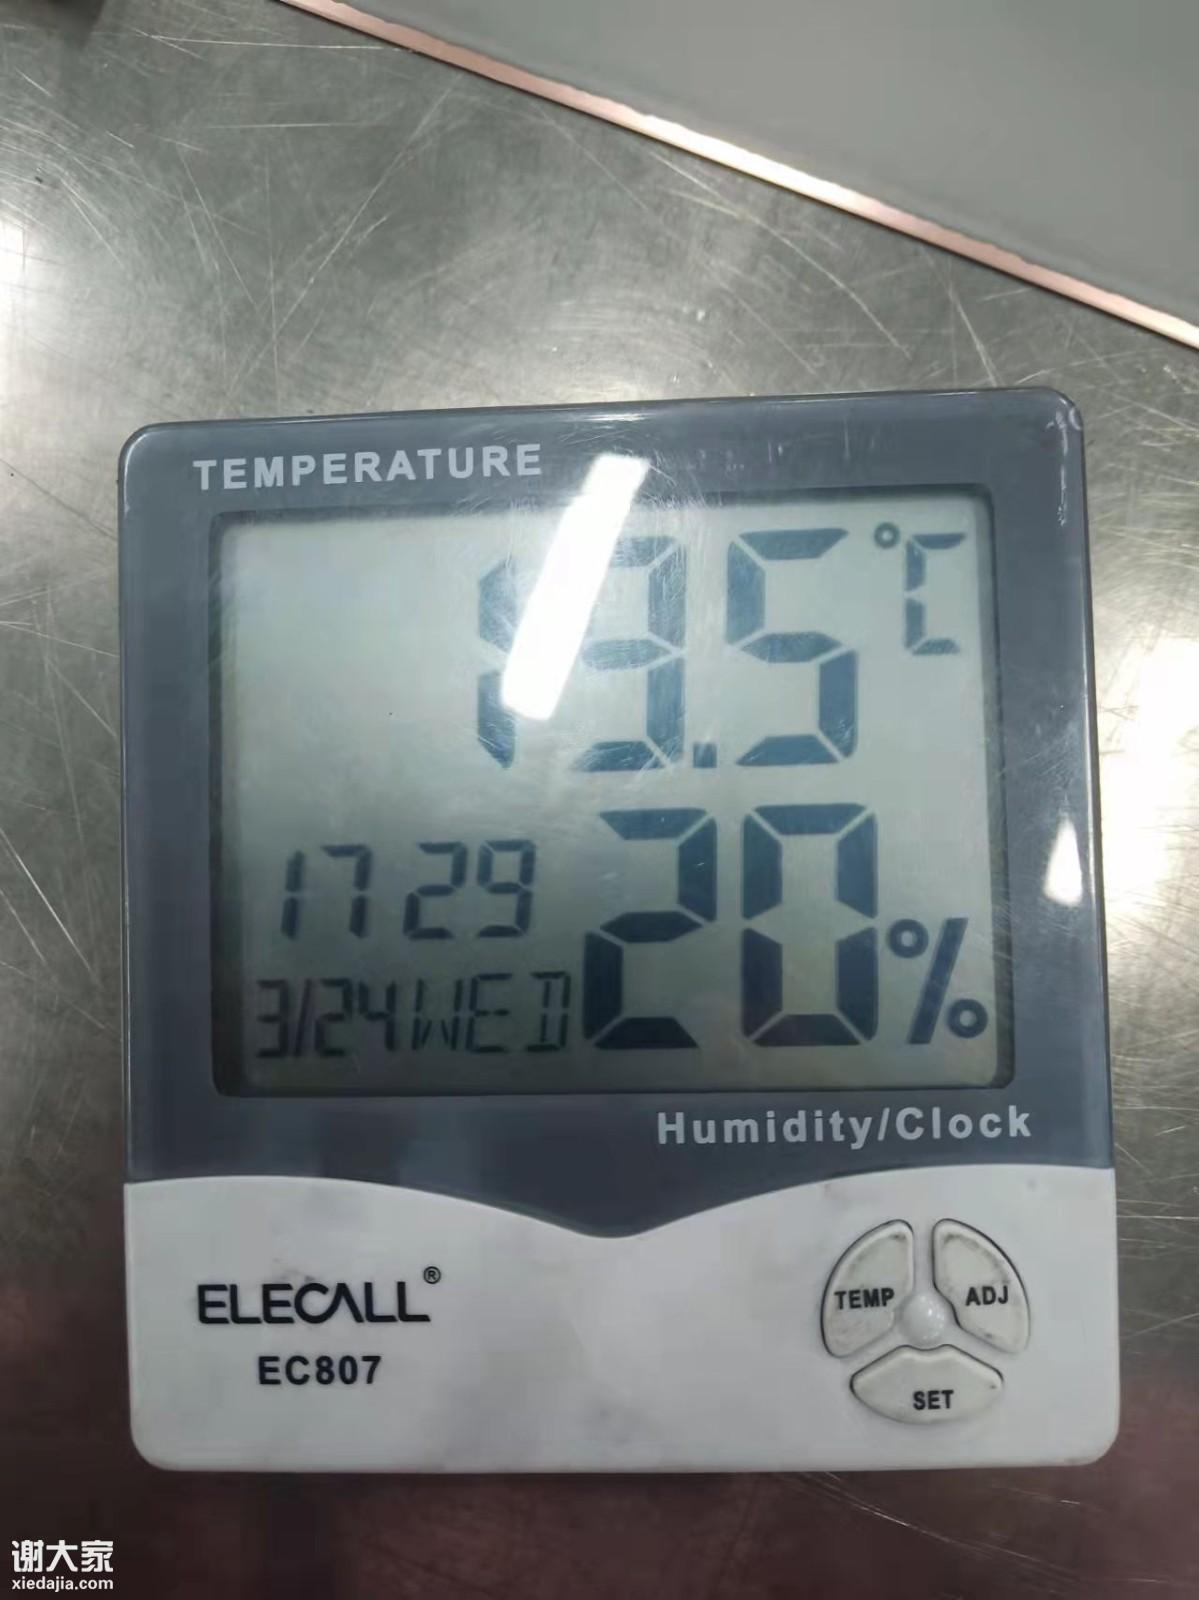 TEMPERATURE
.5 °C
17 29
20 %
3/24 WED
Humidity/Clock
ELECALL®
EC807
TEMP
ADJ
SET
谢大家
xiedajia.com